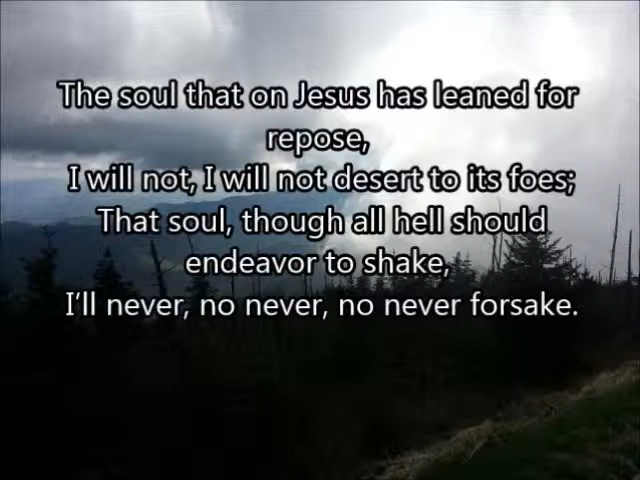 The soul that on Jesus has leaned for
repose,
I will not, I will not desert to its foes;
That soul, though all hell should
endeavor to shake,
I’ll never, no never, no never forsake.